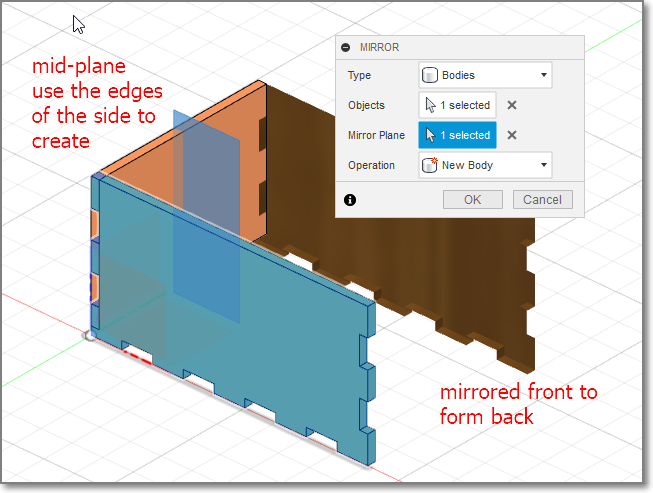 mid-plane
use the edges
of the side to
create
MIRROR
Type Bodies
Objects 1 selected
Mirror Plane 1 selected
Operation New Body
OK Cancel
mirrored front to
form back